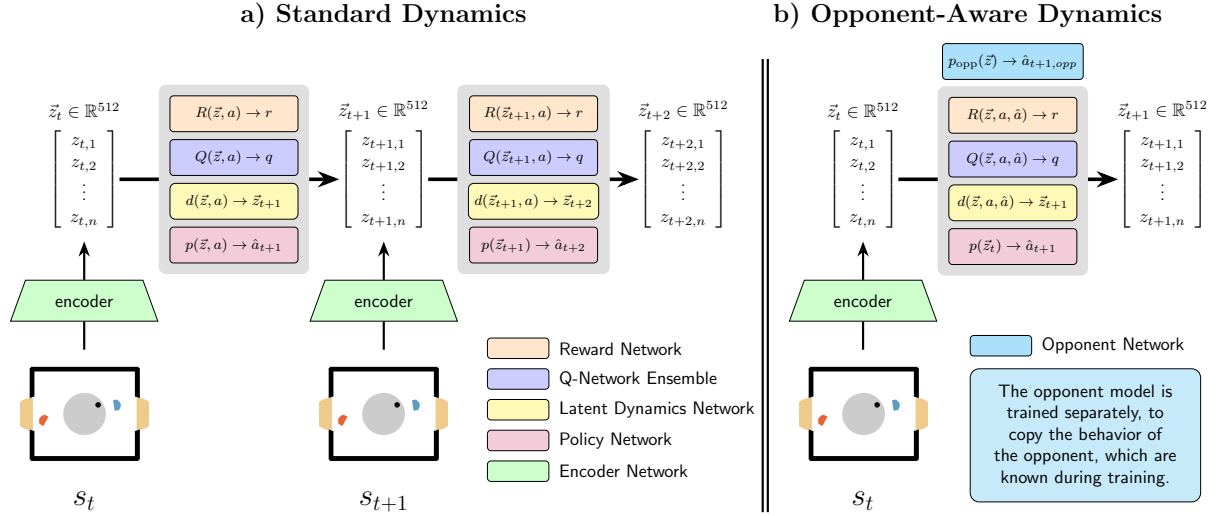 a) Standard Dynamics
z⃗_t ∈ ℝ^512
z_{t,1}
z_{t,2}
⋮
z_{t,n}
R(z⃗, a) → r
Q(z⃗, a) → q
d(z⃗, a) → z⃗_{t+1}
p(z⃗, a) → â_{t+1}
z⃗_{t+1} ∈ ℝ^512
z_{t+1,1}
z_{t+1,2}
⋮
z_{t+1,n}
R(z⃗_{t+1}, a) → r
Q(z⃗_{t+1}, a) → q
d(z⃗_{t+1}, a) → z⃗_{t+2}
p(z⃗_{t+1}) → â_{t+2}
z⃗_{t+2} ∈ ℝ^512
z_{t+2,1}
z_{t+2,2}
⋮
z_{t+2,n}
encoder
encoder
s_t
s_{t+1}
Reward Network
Q-Network Ensemble
Latent Dynamics Network
Policy Network
Encoder Network
b) Opponent-Aware Dynamics
p_opp(z⃗) → â_{t+1,opp}
z⃗_t ∈ ℝ^512
z_{t,1}
z_{t,2}
⋮
z_{t,n}
R(z⃗, a, â) → r
Q(z⃗, a, â) → q
d(z⃗, a, â) → z⃗_{t+1}
p(z⃗_t) → â_{t+1}
z⃗_{t+1} ∈ ℝ^512
z_{t+1,1}
z_{t+1,2}
⋮
z_{t+1,n}
encoder
s_t
Opponent Network
The opponent model is
trained separately, to
copy the behavior of
the opponent, which are
known during training.